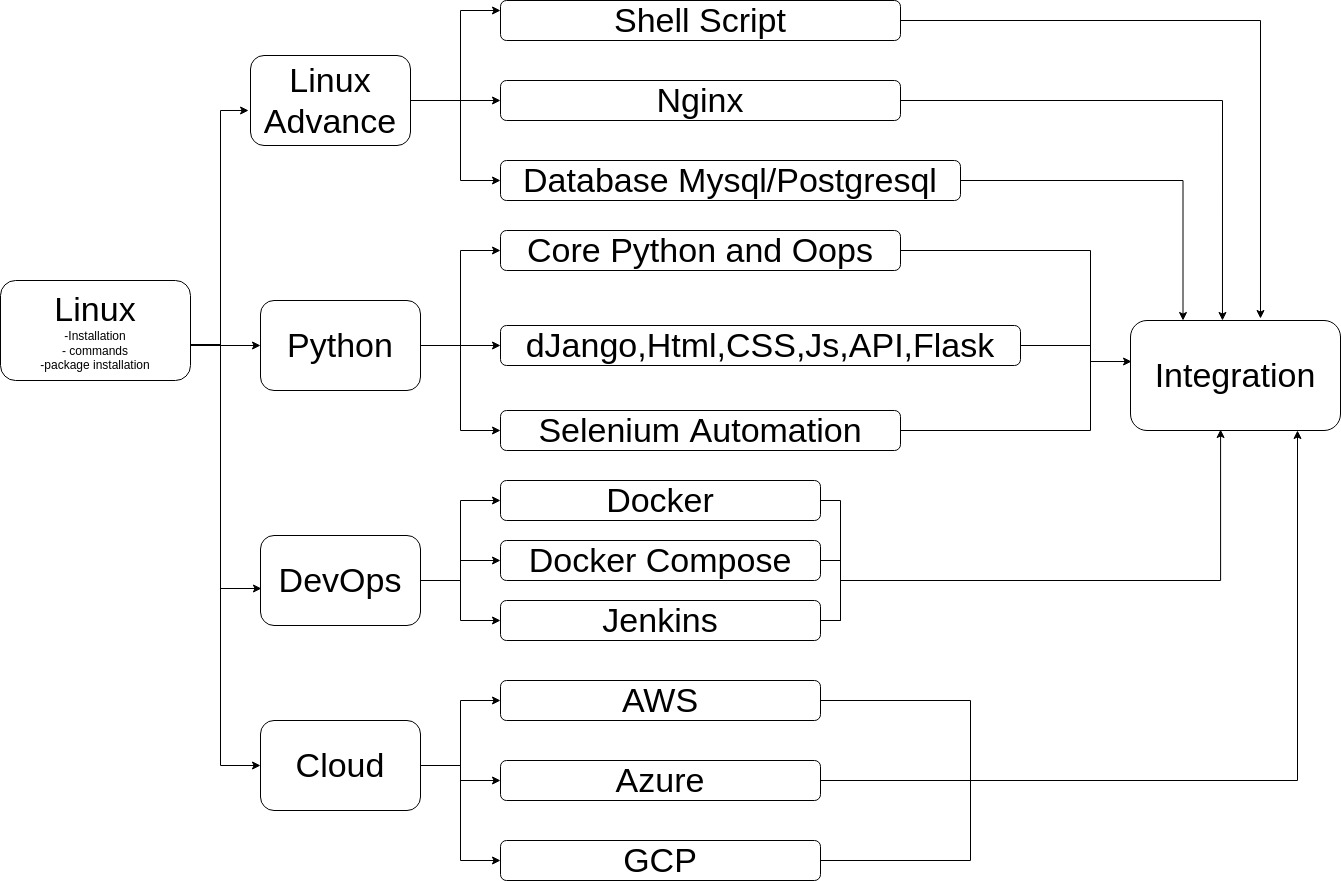 Linux
-Installation
- commands
-package installation
Linux
Advance
Shell Script
Nginx
Database Mysql/Postgresql
Python
Core Python and Oops
dJango,Html,CSS,Js,API,Flask
Selenium Automation
DevOps
Docker
Docker Compose
Jenkins
Cloud
AWS
Azure
GCP
Integration